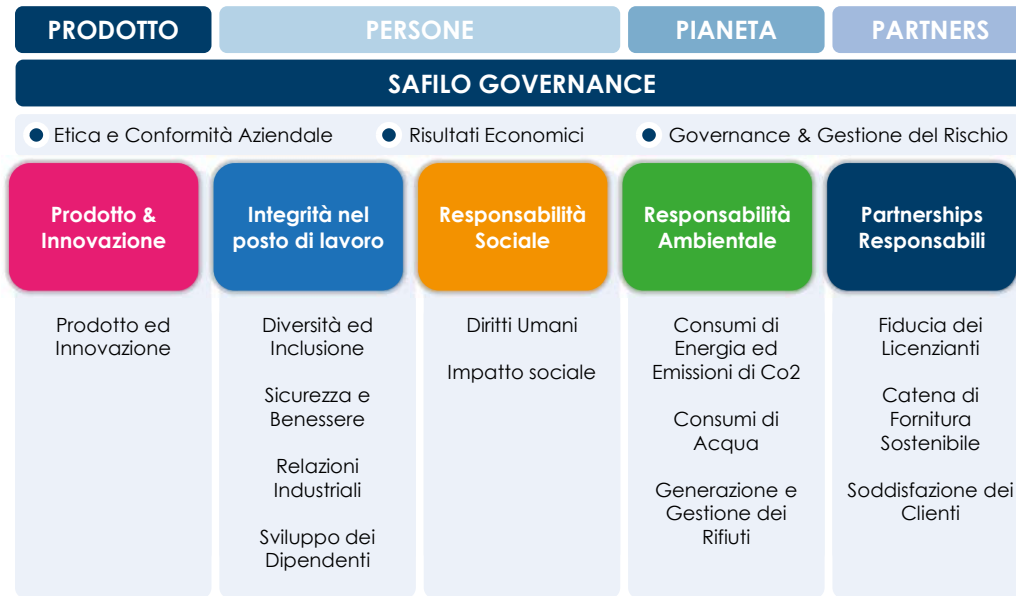 PRODOTTO
PERSONE
PIANETA
PARTNERS
SAFILO GOVERNANCE
Etica e Conformità Aziendale
Risultati Economici
Governance & Gestione del Rischio
Prodotto &
Innovazione
Integrità nel
posto di lavoro
Responsabilità
Sociale
Responsabilità
Ambientale
Partnerships
Responsabili
Prodotto ed
Innovazione
Diversità ed
Inclusione
Sicurezza e
Benessere
Relazioni
Industriali
Sviluppo dei
Dipendenti
Diritti Umani
Impatto sociale
Consumi di
Energia ed
Emissioni di Co2
Consumi di
Acqua
Generazione e
Gestione dei
Rifiuti
Fiducia dei
Licenzianti
Catena di
Fornitura
Sostenibile
Soddisfazione dei
Clienti